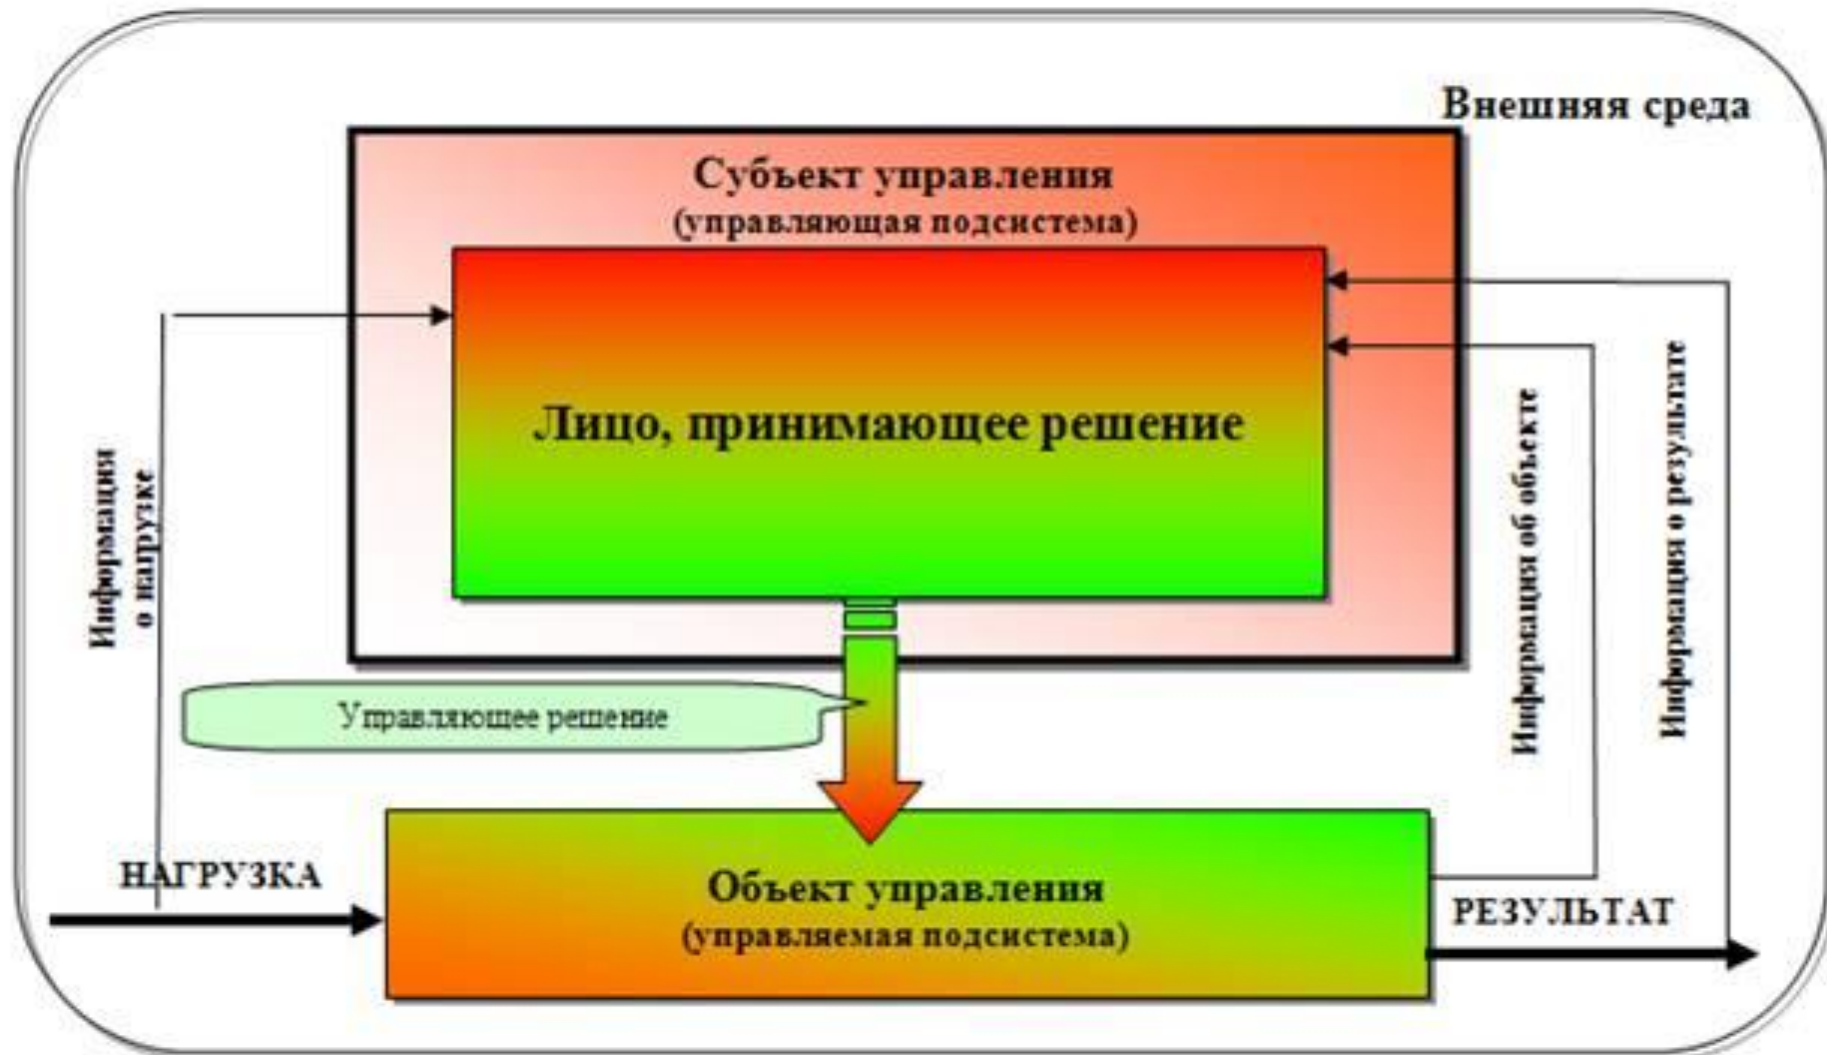 Внешняя среда
Субъект управления
(управляющая подсистема)
Лицо, принимающее решение
Информация
о нагрузке
Информация об объекте
Информация о результате
Управляющее решение
НАГРУЗКА
Объект управления
(управляемая подсистема)
РЕЗУЛЬТАТ